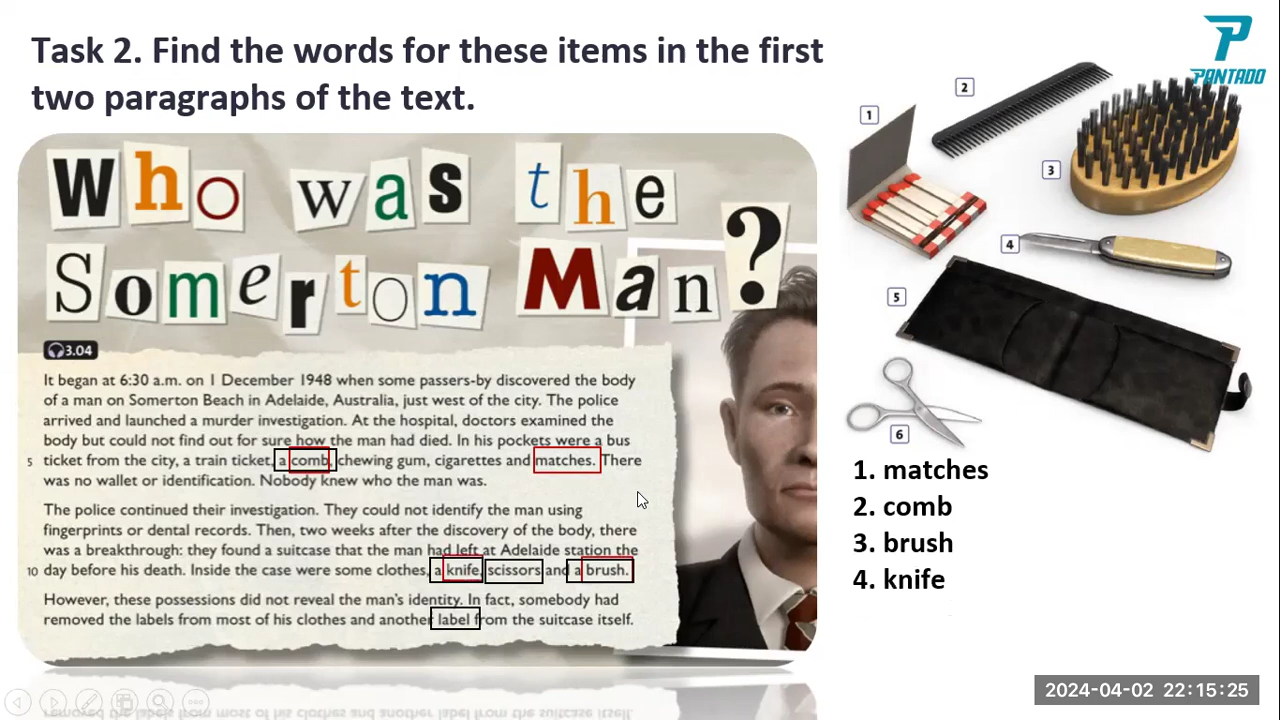 Task 2. Find the words for these items in the first
two paragraphs of the text.
PANTADO
Who was the
Somerton Man?
3.04
It began at 6:30 a.m. on 1 December 1948 when some passers-by discovered the body
of a man on Somerton Beach in Adelaide, Australia, just west of the city. The police
arrived and launched a murder investigation. At the hospital, doctors examined the
body but could not find out for sure how the man had died. In his pockets were a bus
5 ticket from the city, a train ticket, a comb, chewing gum, cigarettes and matches. There
was no wallet or identification. Nobody knew who the man was.
The police continued their investigation. They could not identify the man using
fingerprints or dental records. Then, two weeks after the discovery of the body, there
was a breakthrough: they found a suitcase that the man had left at Adelaide station the
10 day before his death. Inside the case were some clothes, a knife, scissors and a brush.
However, these possessions did not reveal the man's identity. In fact, somebody had
removed the labels from most of his clothes and another label from the suitcase itself.
1
2
3
4
5
6
1. matches
2. comb
3. brush
4. knife
2024-04-02 22:15:25